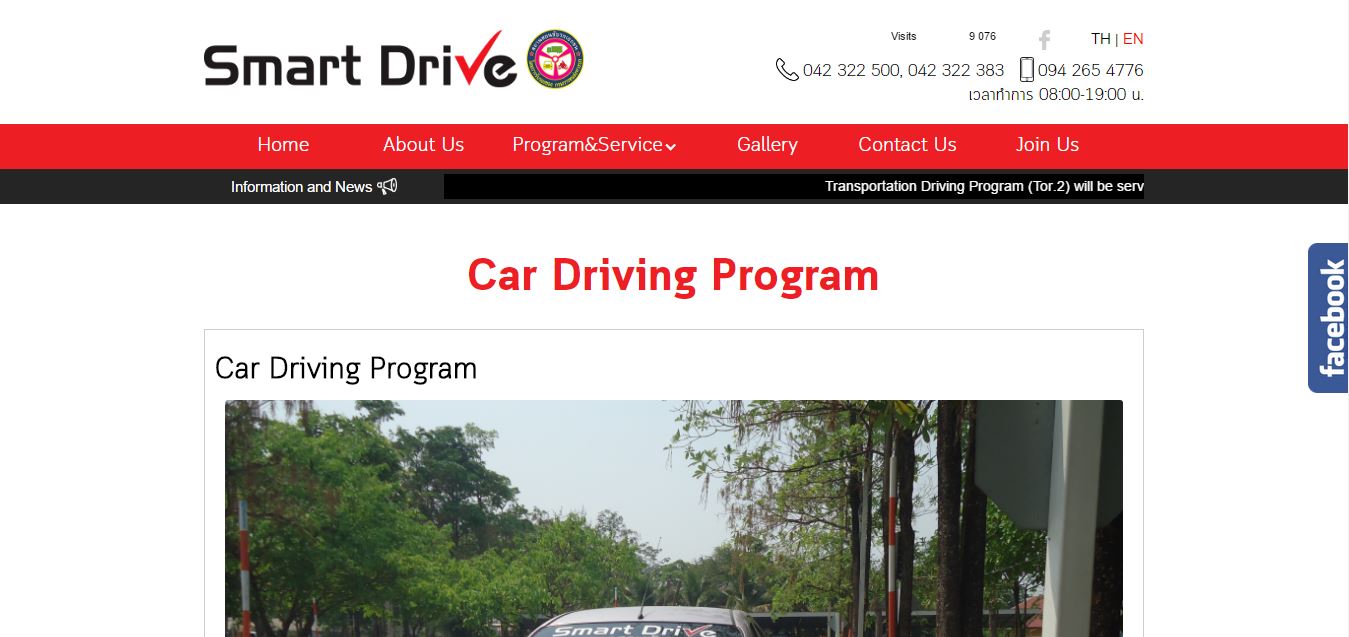 Smart Drive
Visits 9 076
TH | EN
042 322 500, 042 322 383 094 265 4776
เวลาทำการ 08:00-19:00 น.
Home About Us Program&Service Gallery Contact Us Join Us
Information and News Transportation Driving Program (Tor.2) will be serv
Car Driving Program
facebook
Car Driving Program
Smart Drive